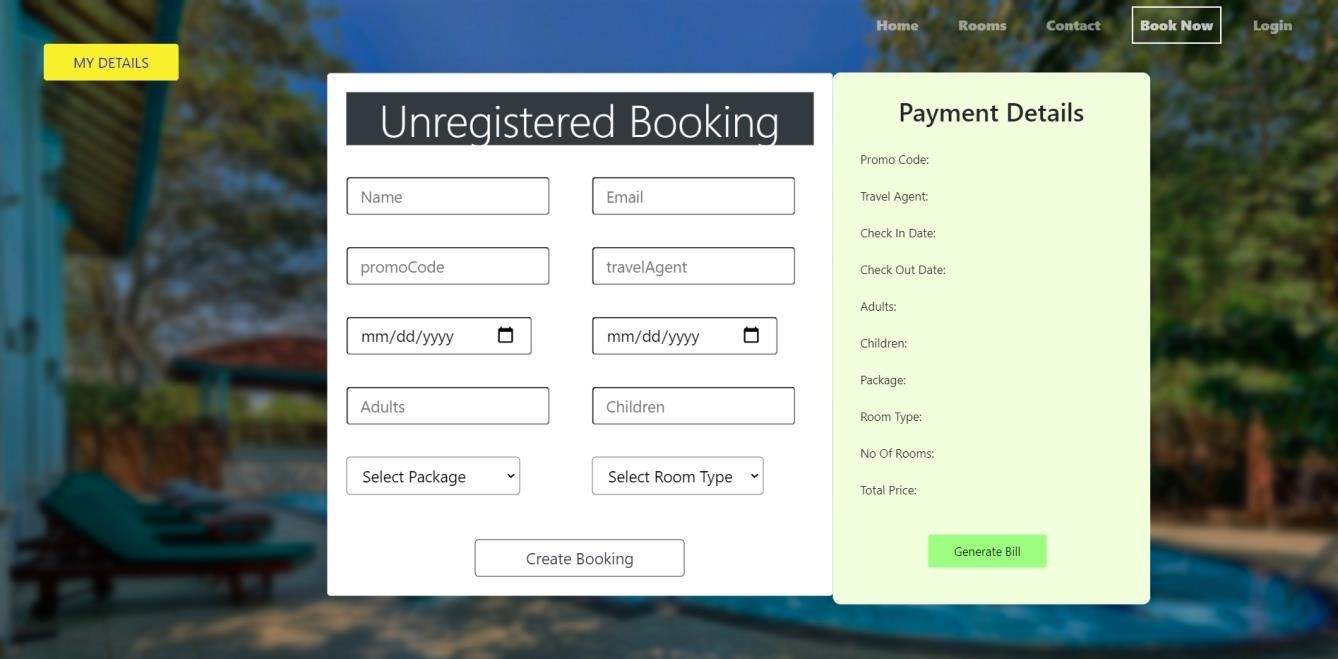 Home Rooms Contact Book Now Login
MY DETAILS
Unregistered Booking
Name Email
promoCode travelAgent
mm/dd/yyyy mm/dd/yyyy
Adults Children
Select Package Select Room Type
Create Booking
Payment Details
Promo Code:
Travel Agent:
Check In Date:
Check Out Date:
Adults:
Children:
Package:
Room Type:
No Of Rooms:
Total Price:
Generate Bill